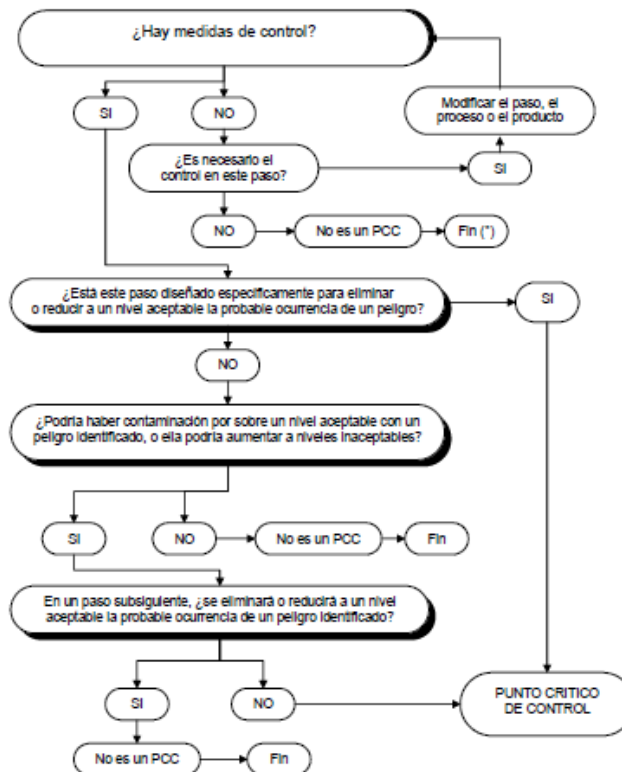 ¿Hay medidas de control?
SI
NO
Modificar el paso, el
proceso o el producto
¿Es necesario el
control en este paso?
SI
NO
No es un PCC
Fin (*)
¿Está este paso diseñado específicamente para eliminar
o reducir a un nivel aceptable la probable ocurrencia de un peligro?
SI
NO
¿Podría haber contaminación por sobre un nivel aceptable con un
peligro identificado, o ella podría aumentar a niveles inaceptables?
SI
NO
No es un PCC
Fin
En un paso subsiguiente, ¿se eliminará o reducirá a un nivel
aceptable la probable ocurrencia de un peligro identificado?
SI
NO
PUNTO CRITICO
DE CONTROL
No es un PCC
Fin